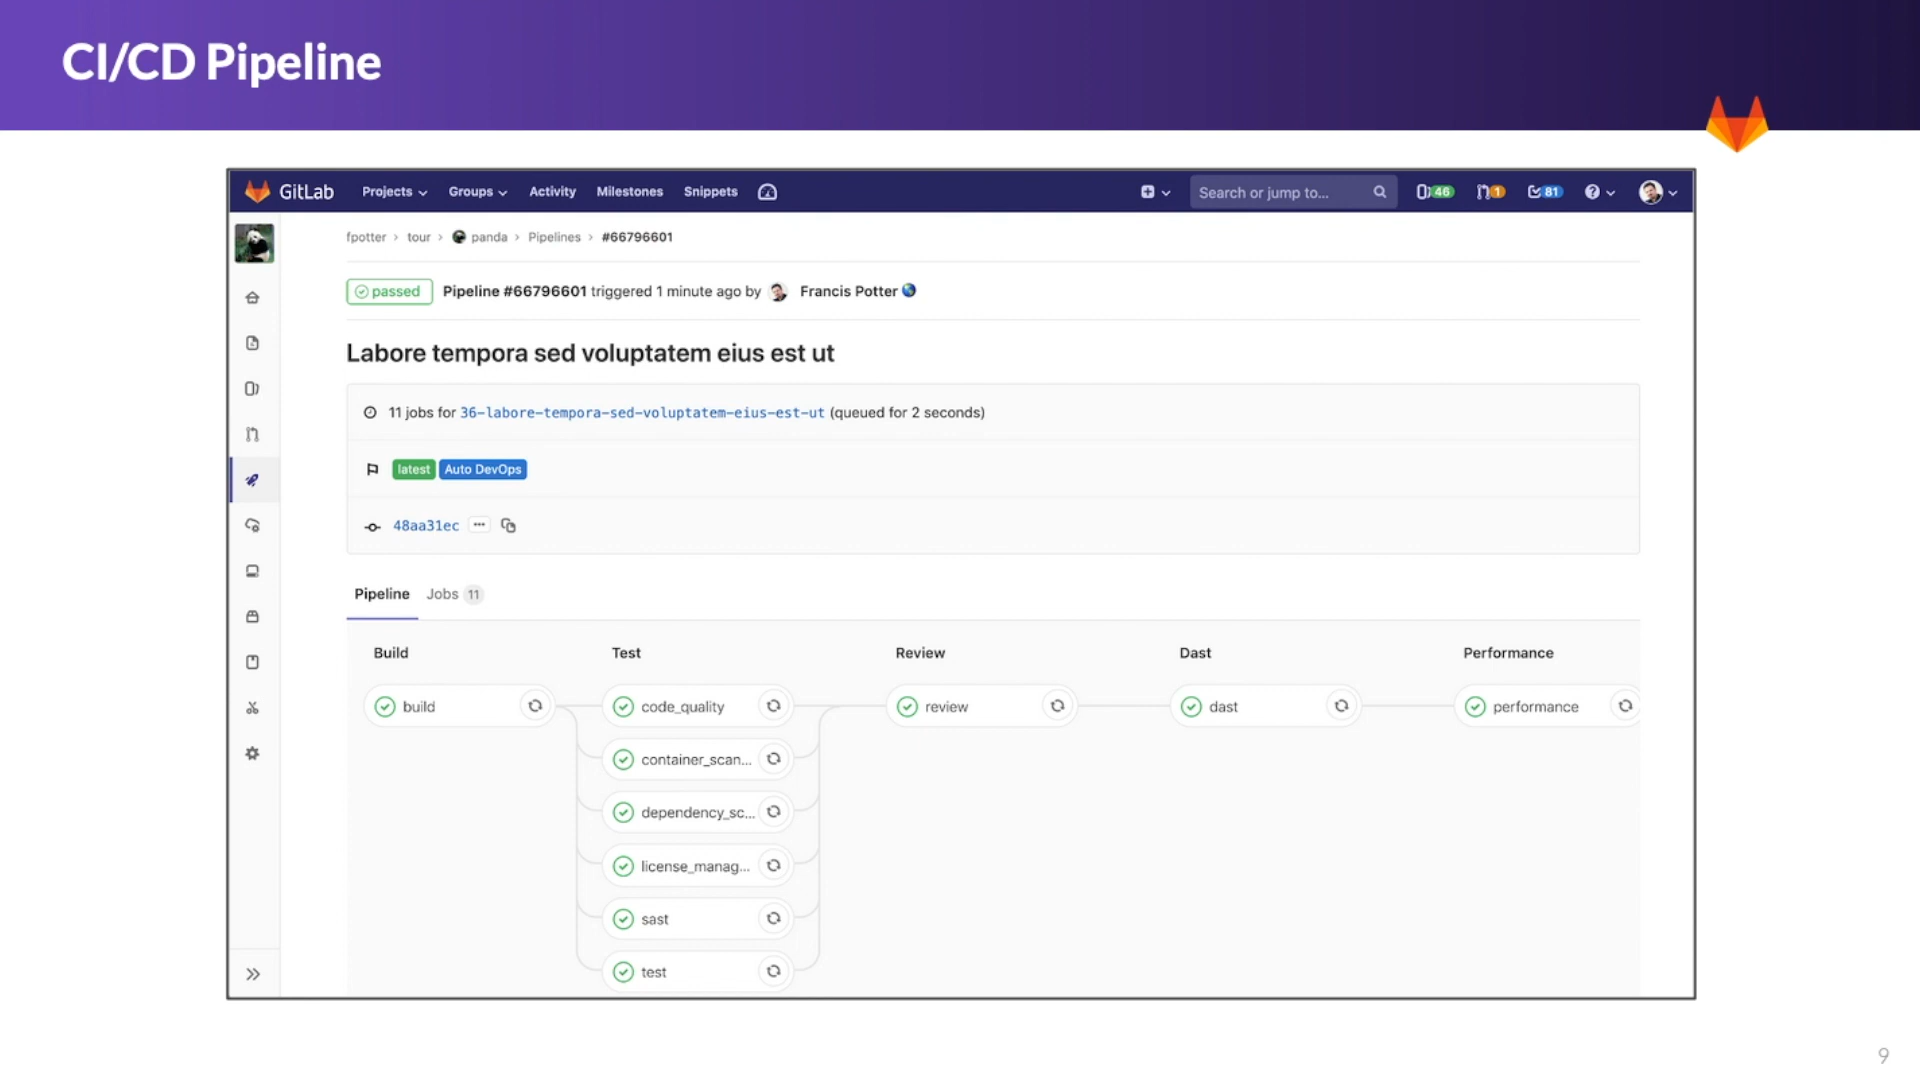 CI/CD Pipeline
GitLab Projects Groups Activity Milestones Snippets Search or jump to... 46 1 81
fpotter › tour › panda › Pipelines › #66796601
passed Pipeline #66796601 triggered 1 minute ago by Francis Potter
Labore tempora sed voluptatem eius est ut
11 jobs for 36-labore-tempora-sed-voluptatem-eius-est-ut (queued for 2 seconds)
latest Auto DevOps
48aa31ec ...
Pipeline Jobs 11
Build Test Review Dast Performance
build code_quality review dast performance
container_scan...
dependency_sc...
license_manag...
sast
test
9